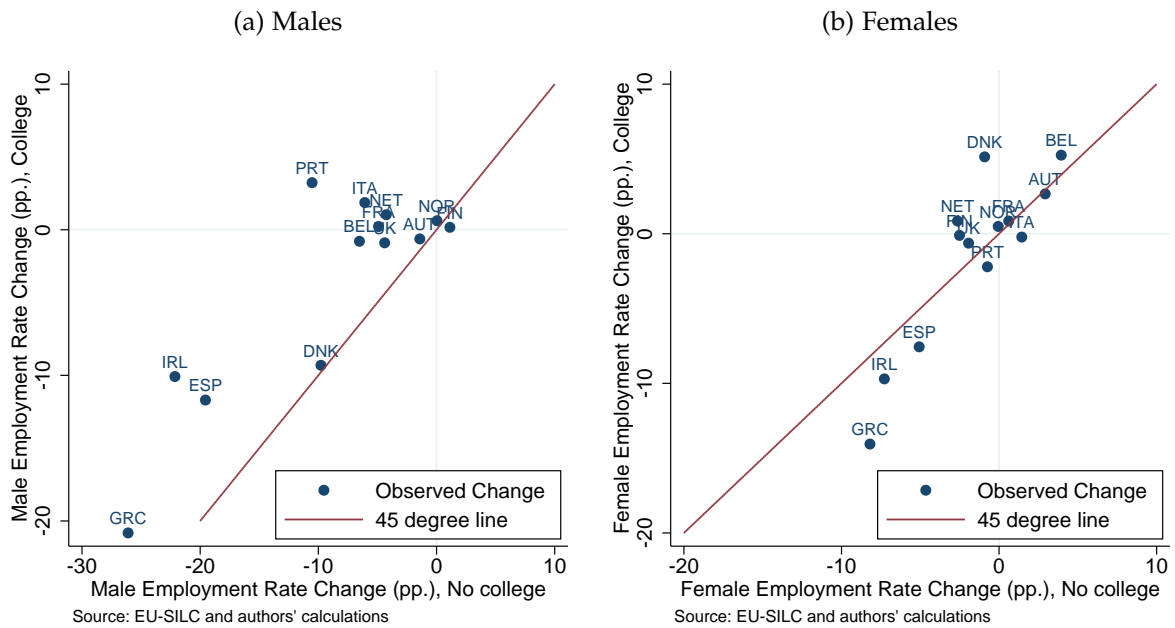 (a) Males
Male Employment Rate Change (pp.), College
10
0
-10
-20
PRT
ITA
NET
FRA
BEL
UK
NOR
FIN
AUT
DNK
IRL
ESP
GRC
Observed Change
45 degree line
-30 -20 -10 0 10
Male Employment Rate Change (pp.), No college
Source: EU-SILC and authors' calculations
(b) Females
Female Employment Rate Change (pp.), College
10
0
-10
-20
DNK
BEL
AUT
NET
FRA
NOR
FIN
UK
ITA
PRT
ESP
IRL
GRC
Observed Change
45 degree line
-20 -10 0 10
Female Employment Rate Change (pp.), No college
Source: EU-SILC and authors' calculations